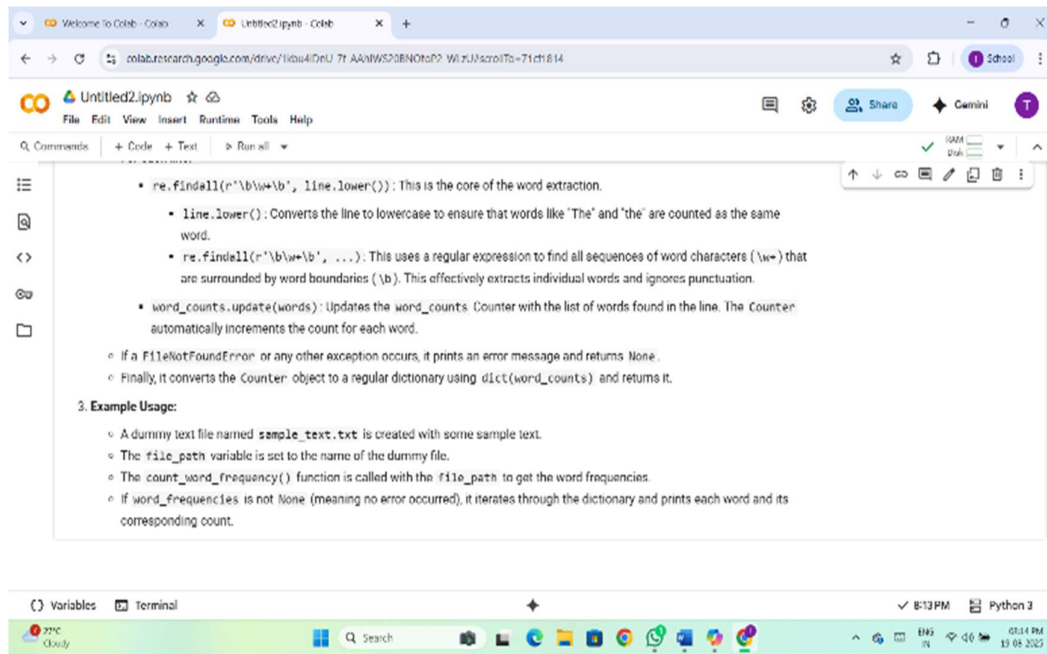 Welcome To Colab - Colab
Untitled2.ipynb - Colab
School
Untitled2.ipynb
Share
Gemini
T
File Edit View Insert Runtime Tools Help
Commands + Code + Text Run all
RAM
Disk
re.findall(r'\b\w+\b', line.lower()): This is the core of the word extraction.
line.lower(): Converts the line to lowercase to ensure that words like "The" and "the" are counted as the same
word.
re.findall(r'\b\w+\b', ...): This uses a regular expression to find all sequences of word characters (\w+) that
are surrounded by word boundaries (\b). This effectively extracts individual words and ignores punctuation.
word_counts.update(words): Updates the word_counts Counter with the list of words found in the line. The Counter
automatically increments the count for each word.
If a FileNotFoundError or any other exception occurs, it prints an error message and returns None.
Finally, it converts the Counter object to a regular dictionary using dict(word_counts) and returns it.
3. Example Usage:
A dummy text file named sample_text.txt is created with some sample text.
The file_path variable is set to the name of the dummy file.
The count_word_frequency() function is called with the file_path to get the word frequencies.
If word_frequencies is not None (meaning no error occurred), it iterates through the dictionary and prints each word and its
corresponding count.
Variables Terminal
8:13 PM Python 3
Cloudy
Search
ENG
IN
19-08-2025